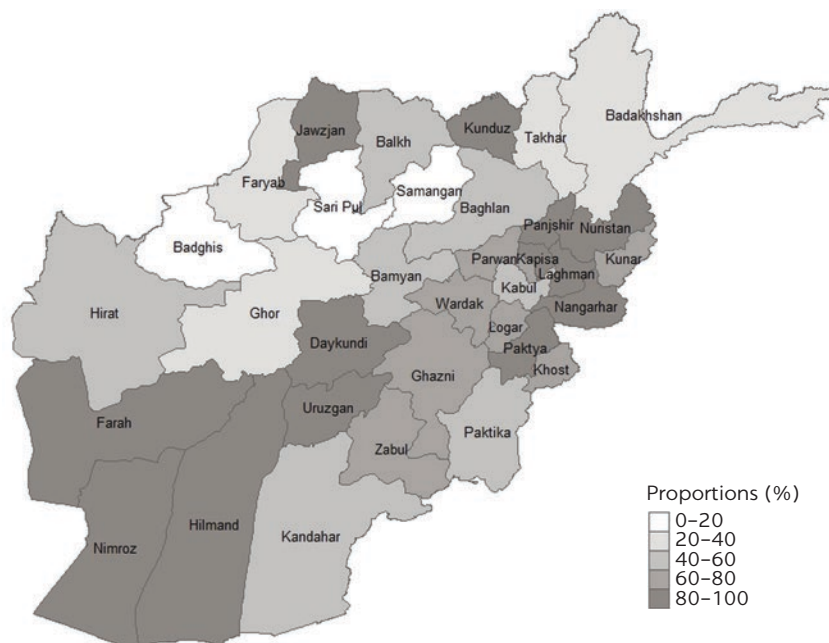 Badakhshan
Jawzjan
Kunduz
Takhar
Balkh
Faryab
Samangan
Sari Pul
Baghlan
Panjshir
Nuristan
Badghis
Parwan
Kapisa
Kunar
Laghman
Bamyan
Kabul
Hirat
Ghor
Wardak
Nangarhar
Logar
Daykundi
Paktya
Khost
Ghazni
Uruzgan
Farah
Paktika
Zabul
Hilmand
Kandahar
Nimroz
Proportions (%)
0–20
20–40
40–60
60–80
80–100